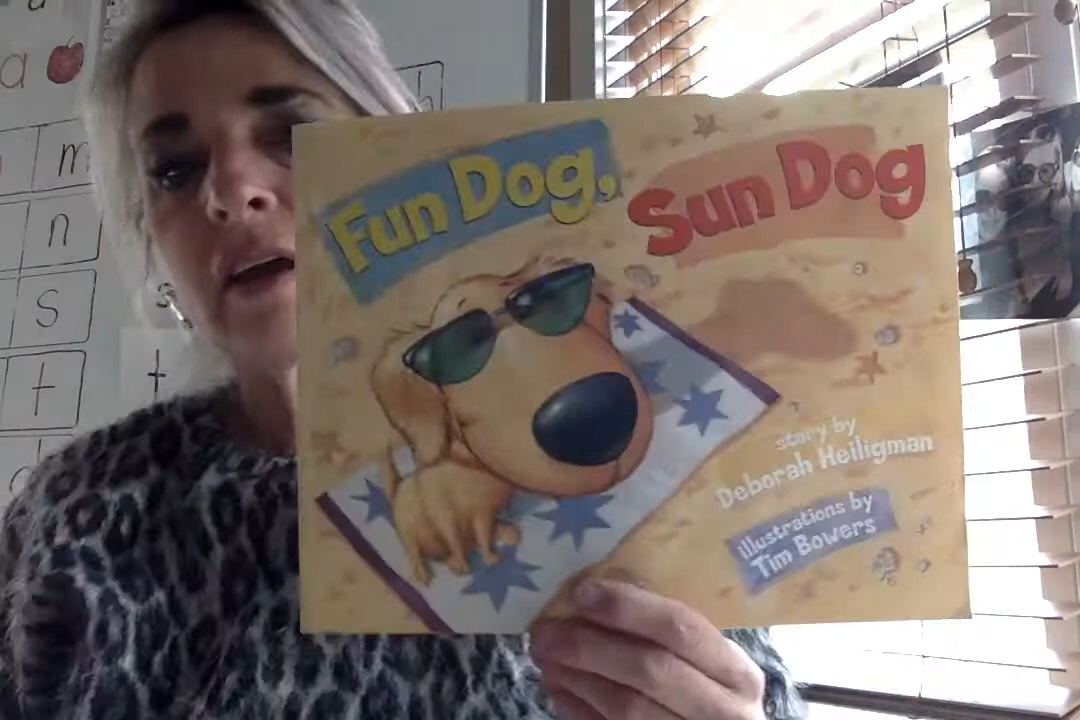 a
m
n
s
t
Fun Dog,
Sun Dog
story by
Deborah Heiligman
illustrations by
Tim Bowers
t